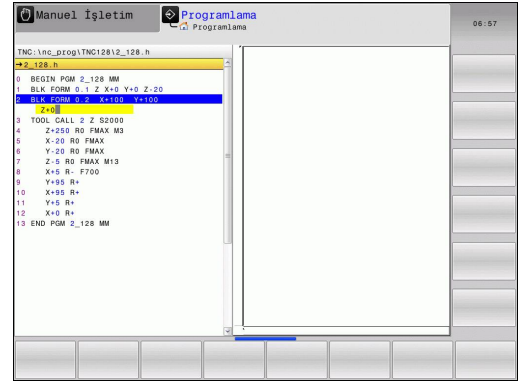 Manuel İşletim
Programlama
Programlama
06:57
TNC:\nc_prog\TNC128\2_128.h
→2_128.h
0 BEGIN PGM 2_128 MM
1 BLK FORM 0.1 Z X+0 Y+0 Z-20
2 BLK FORM 0.2 X+100 Y+100
Z+0
3 TOOL CALL 2 Z S2000
4 Z+250 R0 FMAX M3
5 X-20 R0 FMAX
6 Y-20 R0 FMAX
7 Z-5 R0 FMAX M13
8 X+5 R- F700
9 Y+95 R+
10 X+95 R+
11 Y+5 R+
12 X+0 R+
13 END PGM 2_128 MM